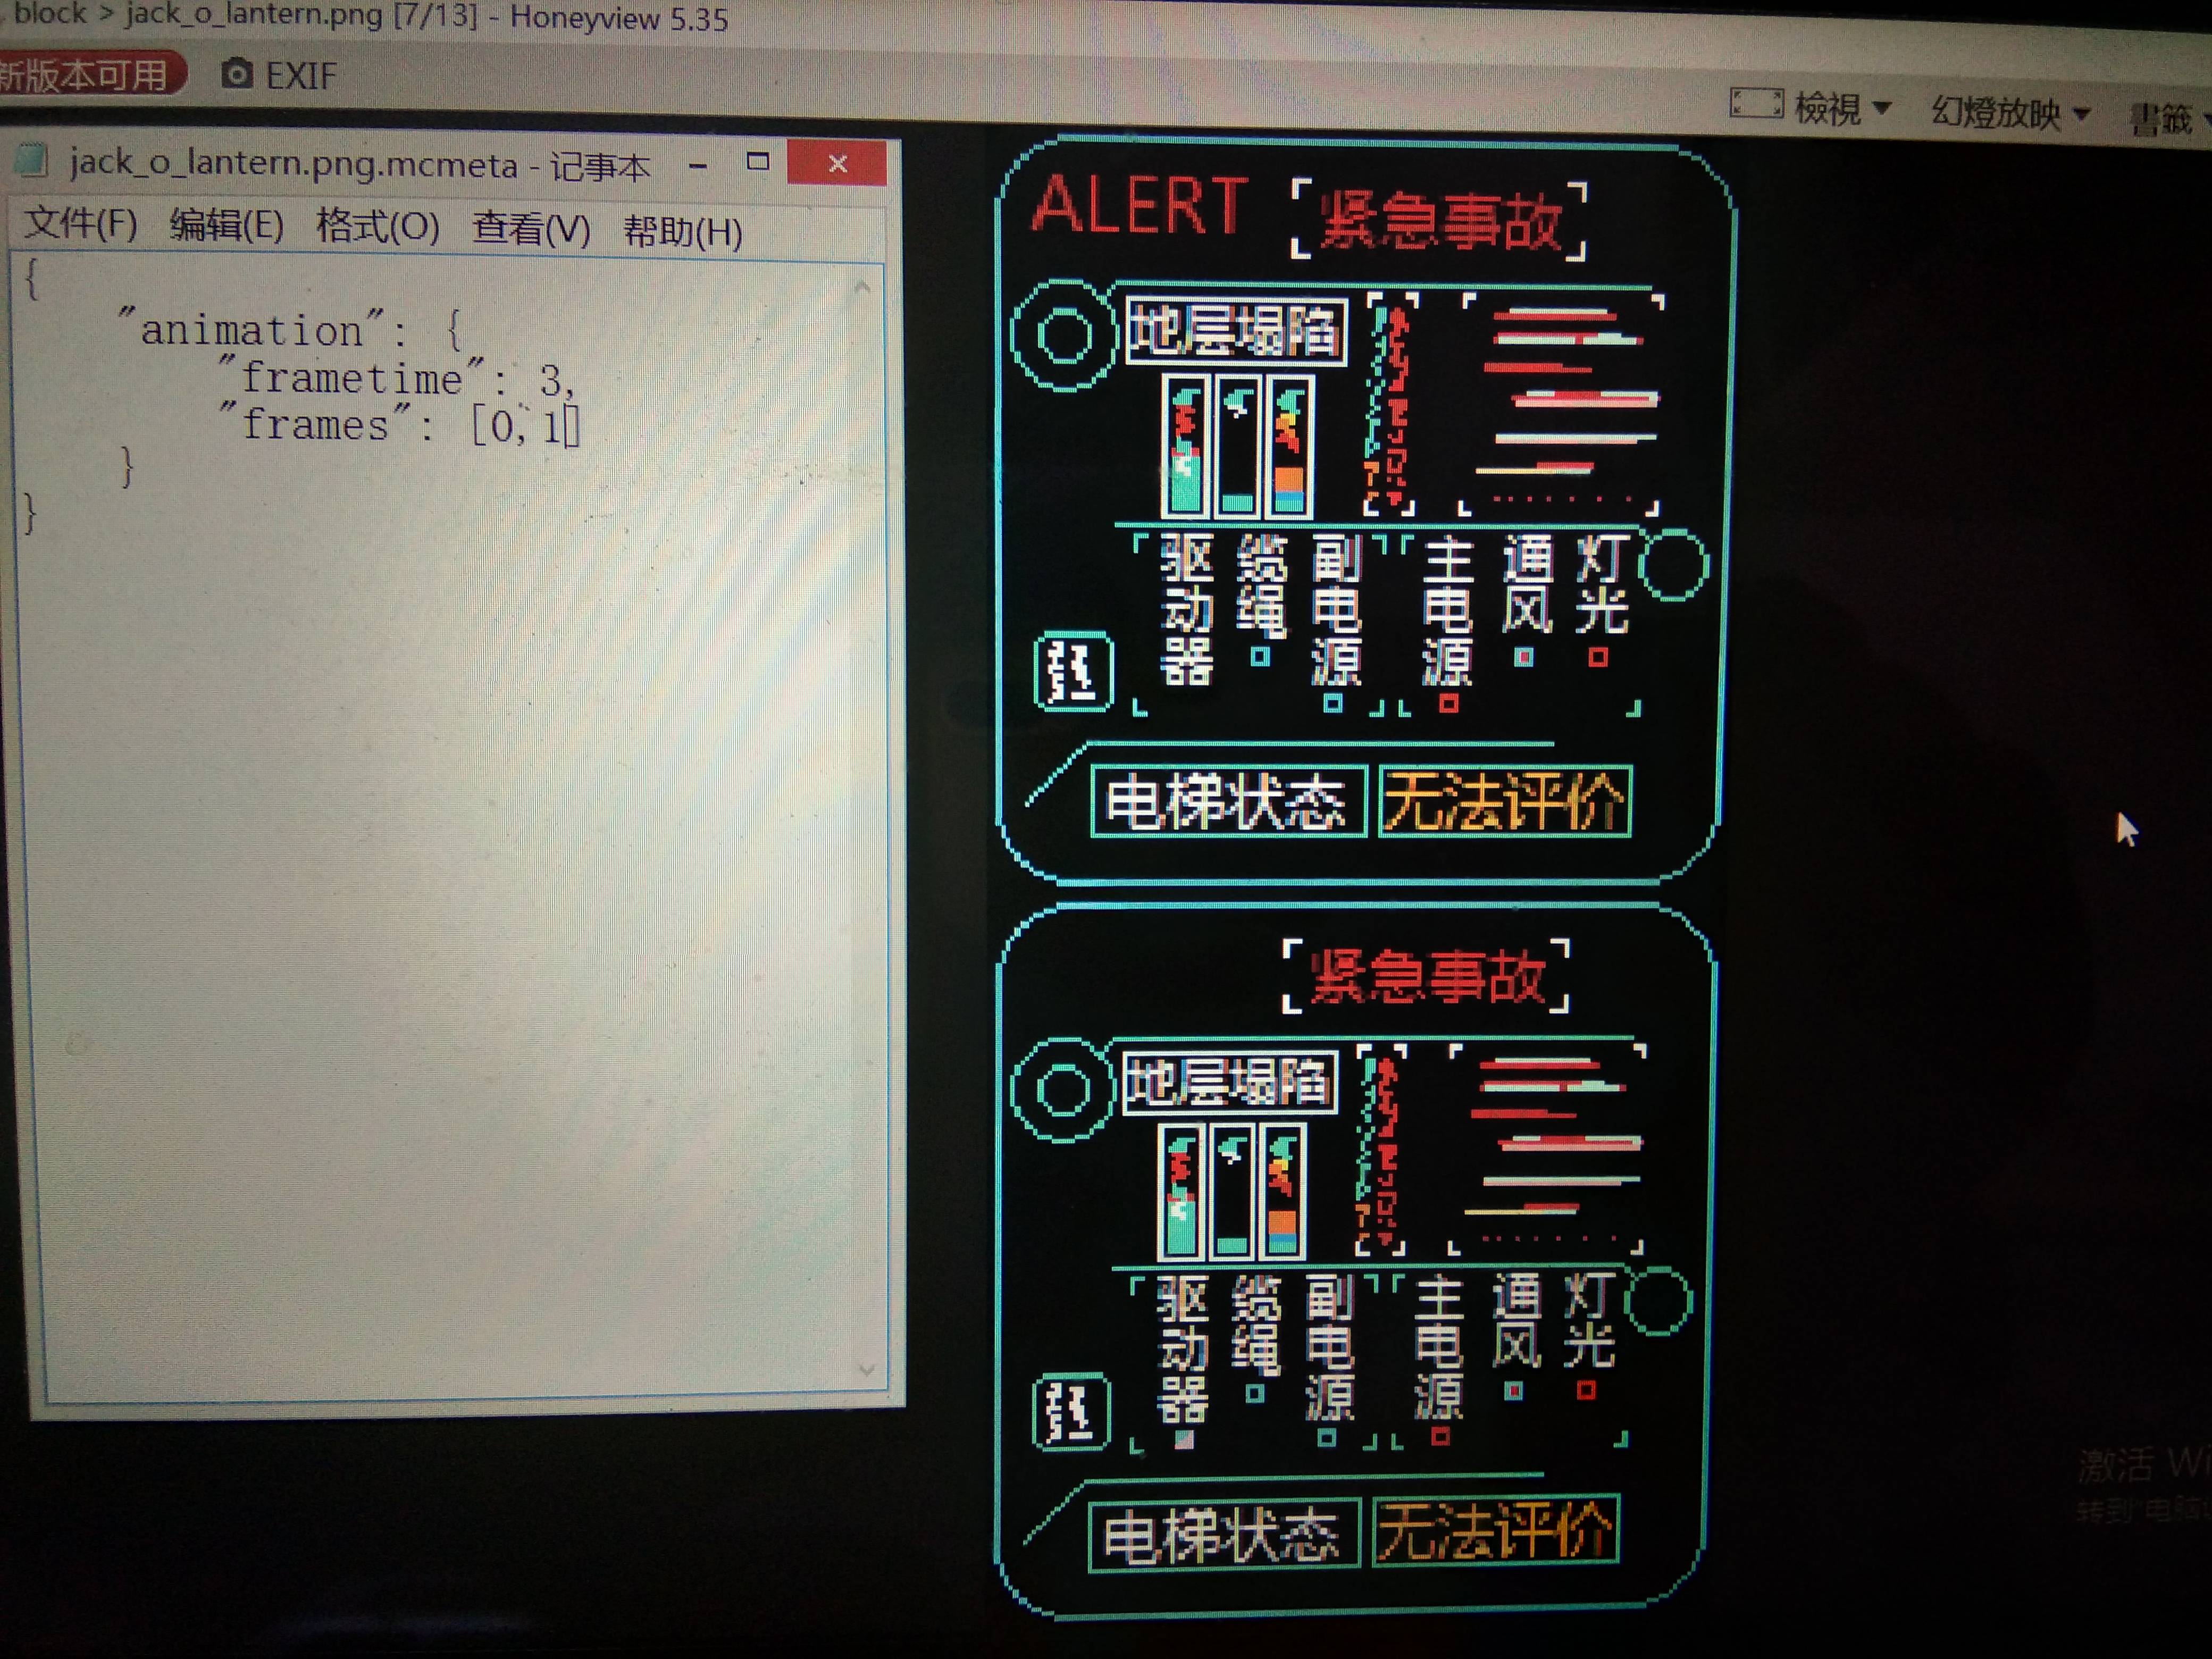 block > jack_o_lantern.png [7/13] - Honeyview 5.35
新版本可用 EXIF 檢視 幻燈放映 書籤
jack_o_lantern.png.mcmeta - 记事本
文件(F) 编辑(E) 格式(O) 查看(V) 帮助(H)
{
"animation": {
"frametime": 3,
"frames": [0, 1]
}
}
ALERT 紧急事故
地层塌陷
驱动器
缆绳
副电源
主电源
通风
灯光
电梯状态 无法评价
紧急事故
地层塌陷
驱动器
缆绳
副电源
主电源
通风
灯光
电梯状态 无法评价
激活 Wi
转到"电脑